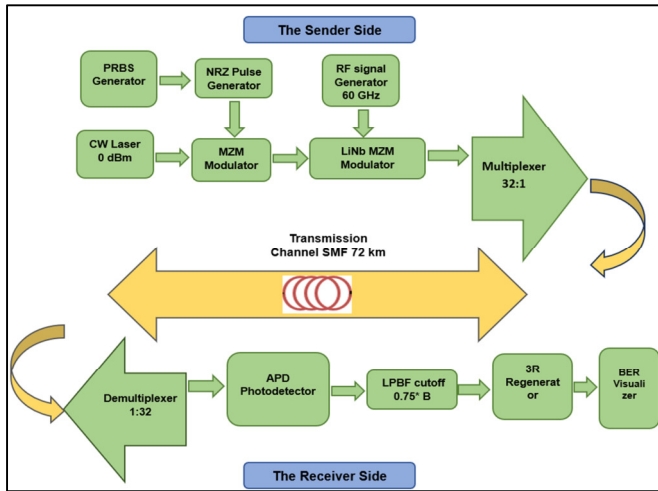 The Sender Side
PRBS
Generator
NRZ Pulse
Generator
RF signal
Generator
60 GHz
CW Laser
0 dBm
MZM
Modulator
LiNb MZM
Modulator
Multiplexer
32:1
Transmission
Channel SMF 72 km
Demultiplexer
1:32
APD
Photodetector
LPBF cutoff
0.75* B
3R
Regenerat
or
BER
Visuali
zer
The Receiver Side